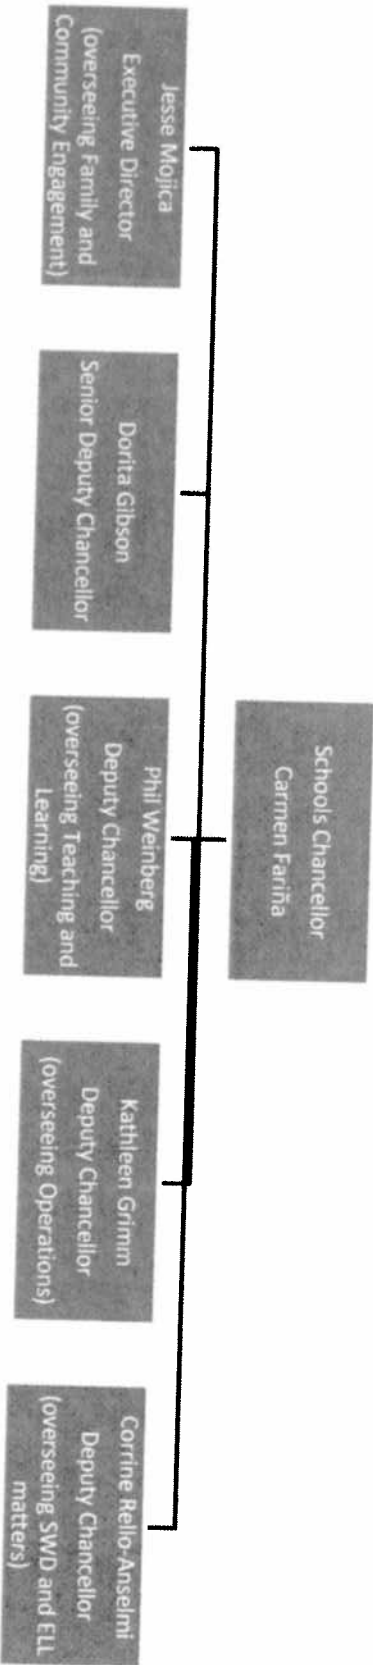 Schools Chancellor
Carmen Fariña
Jesse Mojica
Executive Director
(overseeing Family and
Community Engagement)
Dorita Gibson
Senior Deputy Chancellor
Phil Weinberg
Deputy Chancellor
(overseeing Teaching and
Learning)
Kathleen Grimm
Deputy Chancellor
(overseeing Operations)
Corrine Rello-Anselmi
Deputy Chancellor
(overseeing SWD and ELL
matters)